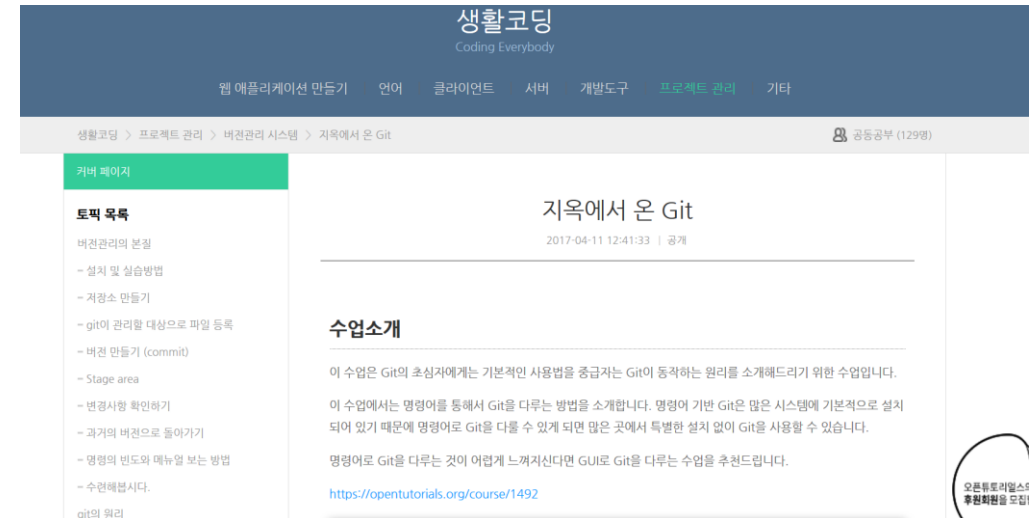 생활코딩
Coding Everybody
웹 애플리케이션 만들기 언어 클라이언트 서버 개발도구 프로젝트 관리 기타
생활코딩 > 프로젝트 관리 > 버전관리 시스템 > 지옥에서 온 Git
공동공부 (129명)
커버 페이지
토픽 목록
버전관리의 본질
- 설치 및 실습방법
- 저장소 만들기
- git이 관리할 대상으로 파일 등록
- 버전 만들기 (commit)
- Stage area
- 변경사항 확인하기
- 과거의 버전으로 돌아가기
- 명령의 빈도와 메뉴얼 보는 방법
- 수련해봅시다.
git의 원리
지옥에서 온 Git
2017-04-11 12:41:33 | 공개
수업소개
이 수업은 Git의 초심자에게는 기본적인 사용법을 중급자는 Git이 동작하는 원리를 소개해드리기 위한 수업입니다.
이 수업에서는 명령어를 통해서 Git을 다루는 방법을 소개합니다. 명령어 기반 Git은 많은 시스템에 기본적으로 설치
되어 있기 때문에 명령어로 Git을 다룰 수 있게 되면 많은 곳에서 특별한 설치 없이 Git을 사용할 수 있습니다.
명령어로 Git을 다루는 것이 어렵게 느껴지신다면 GUI로 Git을 다루는 수업을 추천드립니다.
https://opentutorials.org/course/1492
오픈튜토리얼스의
후원회원을 모집